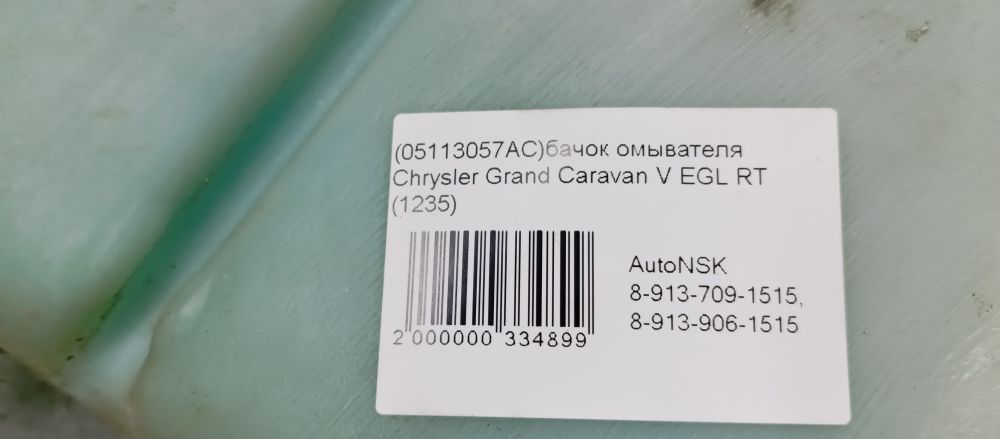 (05113057AC)бачок омывателя
Chrysler Grand Caravan V EGL RT
(1235)
AutoNSK
8-913-709-1515,
8-913-906-1515
2 000000 334899